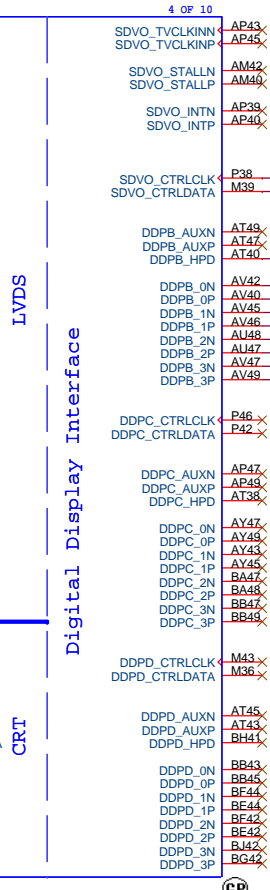 4 OF 10
SDVO_TVCLKINN AP43
SDVO_TVCLKINP AP45
SDVO_STALLN AM42
SDVO_STALLP AM40
SDVO_INTN AP39
SDVO_INTP AP40
SDVO_CTRLCLK P38
SDVO_CTRLDATA M39
DDPB_AUXN AT49
DDPB_AUXP AT47
DDPB_HPD AT40
DDPB_0N AV42
DDPB_0P AV40
DDPB_1N AV45
DDPB_1P AV46
DDPB_2N AU48
DDPB_2P AU47
DDPB_3N AV47
DDPB_3P AV49
LVDS
Digital Display Interface
DDPC_CTRLCLK P46
DDPC_CTRLDATA P42
DDPC_AUXN AP47
DDPC_AUXP AP49
DDPC_HPD AT38
DDPC_0N AY47
DDPC_0P AY49
DDPC_1N AY43
DDPC_1P AY45
DDPC_2N BA47
DDPC_2P BA48
DDPC_3N BB47
DDPC_3P BB49
CRT
DDPD_CTRLCLK M43
DDPD_CTRLDATA M36
DDPD_AUXN AT45
DDPD_AUXP AT43
DDPD_HPD BH41
DDPD_0N BB43
DDPD_0P BB45
DDPD_1N BF44
DDPD_1P BE44
DDPD_2N BF42
DDPD_2P BE42
DDPD_3N BJ42
DDPD_3P BG42